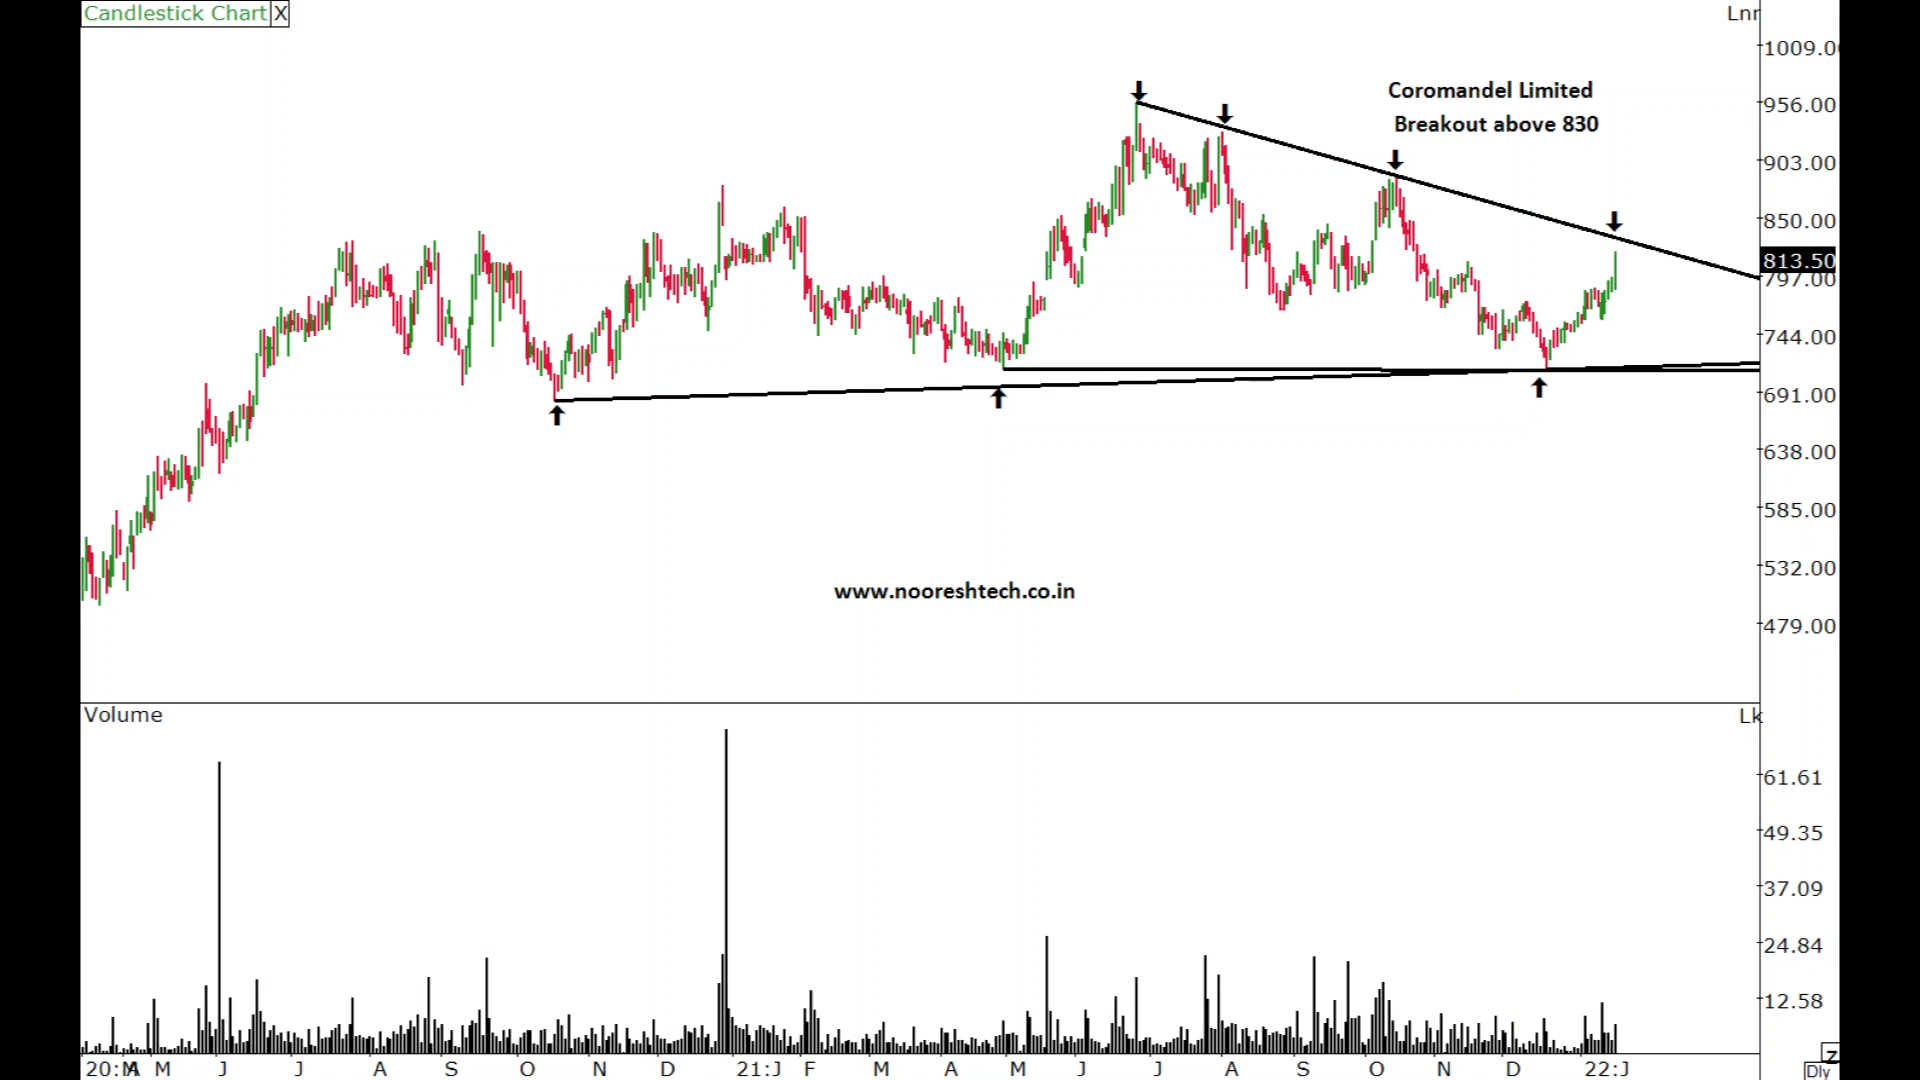 Candlestick Chart X
Lnr
1009.00
Coromandel Limited
956.00
Breakout above 830
903.00
850.00
813.50
797.00
744.00
691.00
638.00
585.00
532.00
www.nooreshtech.co.in
479.00
Volume
Lk
61.61
49.35
37.09
24.84
12.58
20:M A M J J A S O N D 21:J F M A M J J A S O N D 22:J
Z
Dly